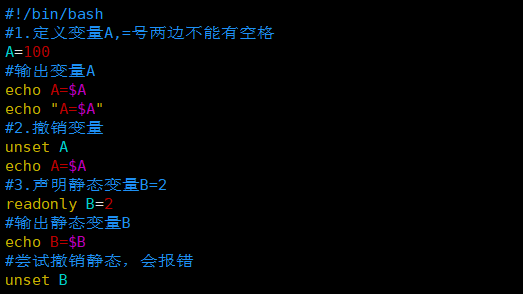 #!/bin/bash
#1.定义变量A,=号两边不能有空格
A=100
#输出变量A
echo A=$A
echo "A=$A"
#2.撤销变量
unset A
echo A=$A
#3.声明静态变量B=2
readonly B=2
#输出静态变量B
echo B=$B
#尝试撤销静态，会报错
unset B